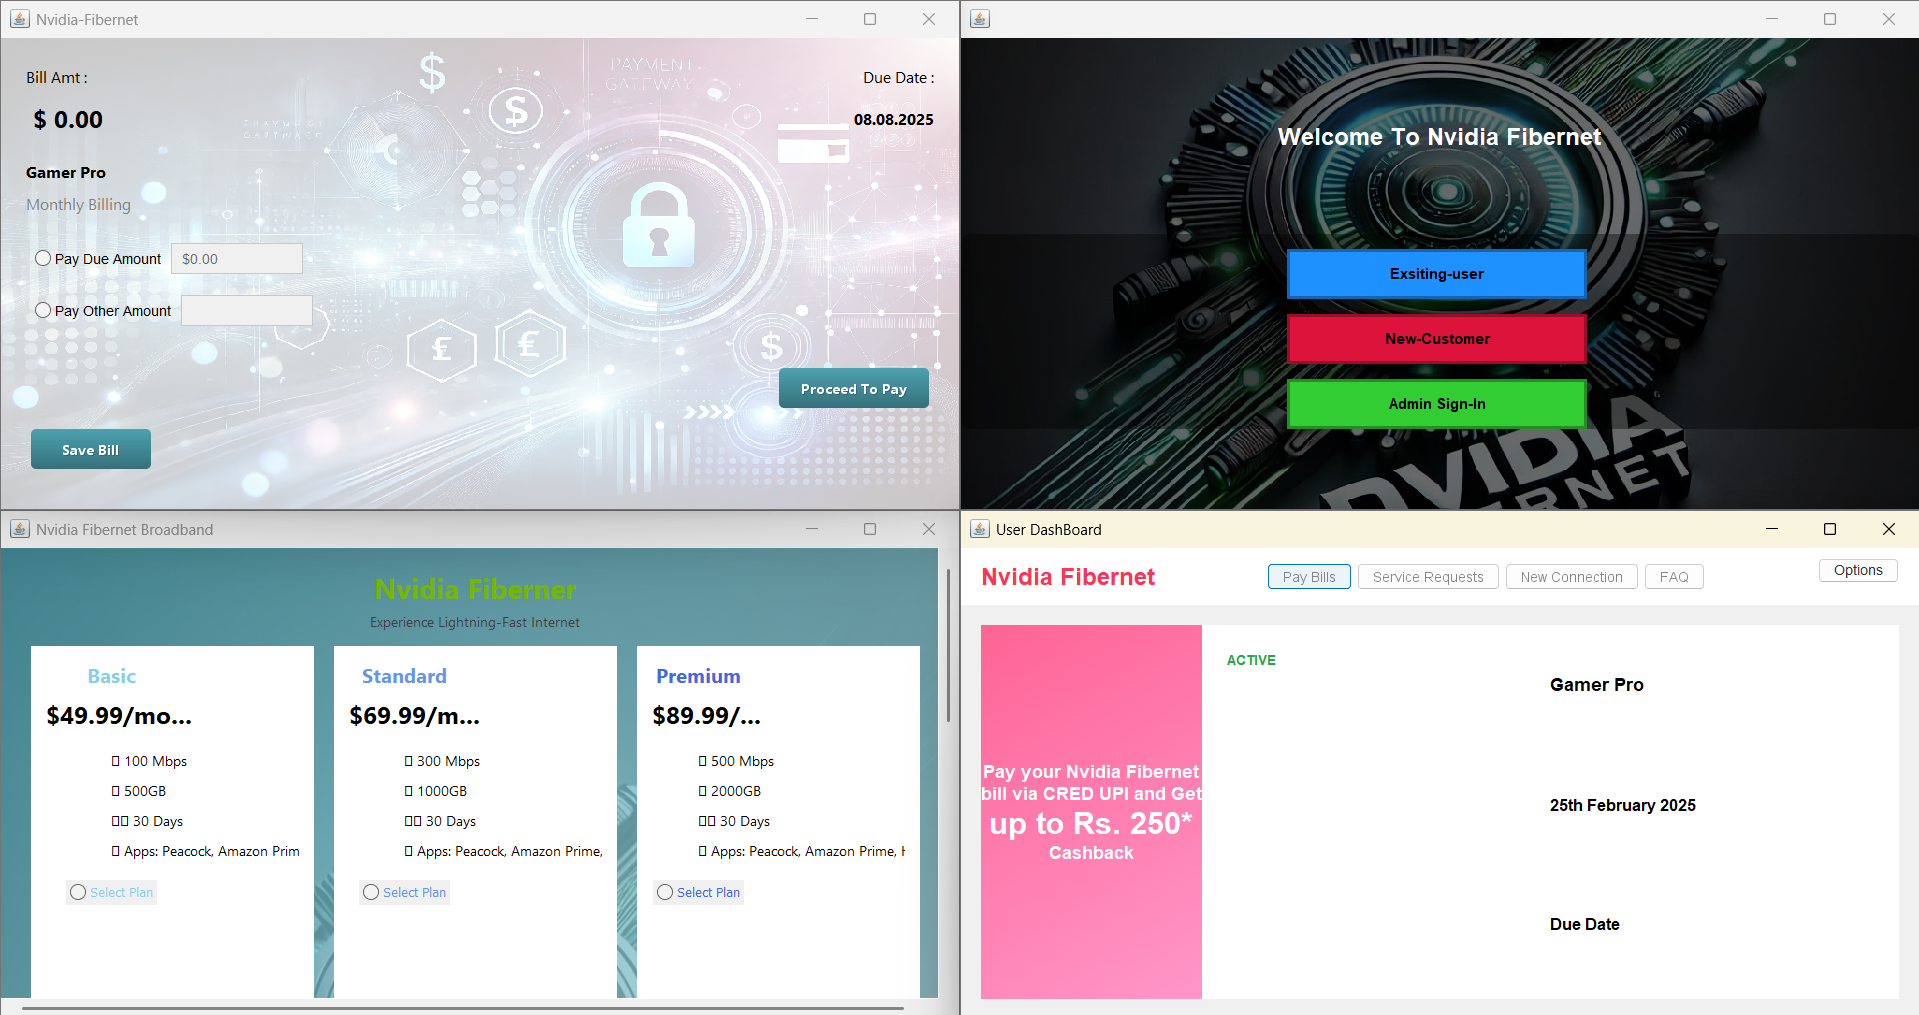 Nvidia-Fibernet
Bill Amt :
Due Date :
$ 0.00
08.08.2025
PAYMENT
GATEWAY
Gamer Pro
Monthly Billing
Pay Due Amount $0.00
Pay Other Amount
Proceed To Pay
Save Bill
Welcome To Nvidia Fibernet
Exsiting-user
New-Customer
Admin Sign-In
NVIDIA
Nvidia Fibernet Broadband
Nvidia Fiberner
Experience Lightning-Fast Internet
Basic
$49.99/mo...
100 Mbps
500GB
30 Days
Apps: Peacock, Amazon Prim
Select Plan
Standard
$69.99/m...
300 Mbps
1000GB
30 Days
Apps: Peacock, Amazon Prime,
Select Plan
Premium
$89.99/...
500 Mbps
2000GB
30 Days
Apps: Peacock, Amazon Prime,
Select Plan
User DashBoard
Nvidia Fibernet
Pay Bills
Service Requests
New Connection
FAQ
Options
Pay your Nvidia Fibernet
bill via CRED UPI and Get
up to Rs. 250*
Cashback
ACTIVE
Gamer Pro
25th February 2025
Due Date